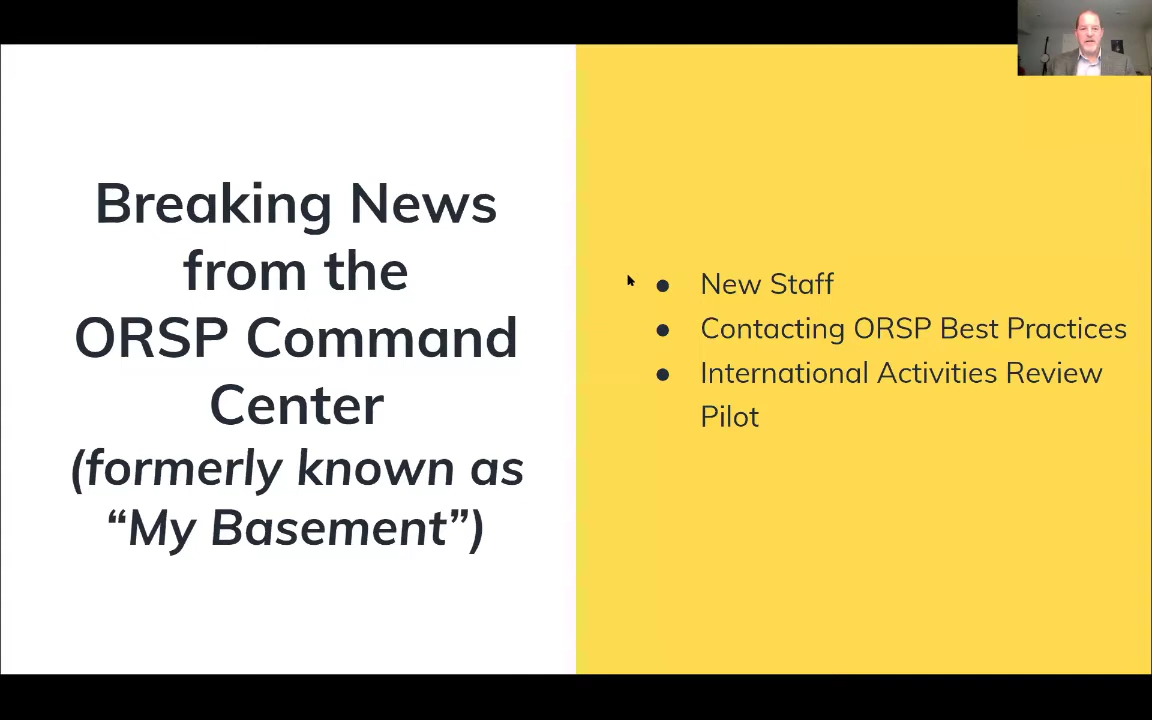 Breaking News
from the
ORSP Command
Center
(formerly known as
“My Basement”)
● New Staff
● Contacting ORSP Best Practices
● International Activities Review
Pilot